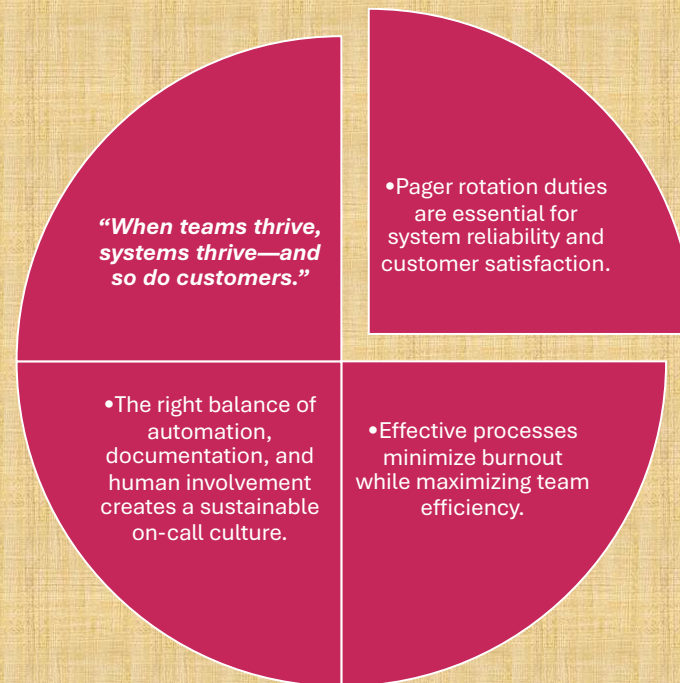 “When teams thrive,
systems thrive—and
so do customers.”
•Pager rotation duties
are essential for
system reliability and
customer satisfaction.
•The right balance of
automation,
documentation, and
human involvement
creates a sustainable
on-call culture.
•Effective processes
minimize burnout
while maximizing team
efficiency.